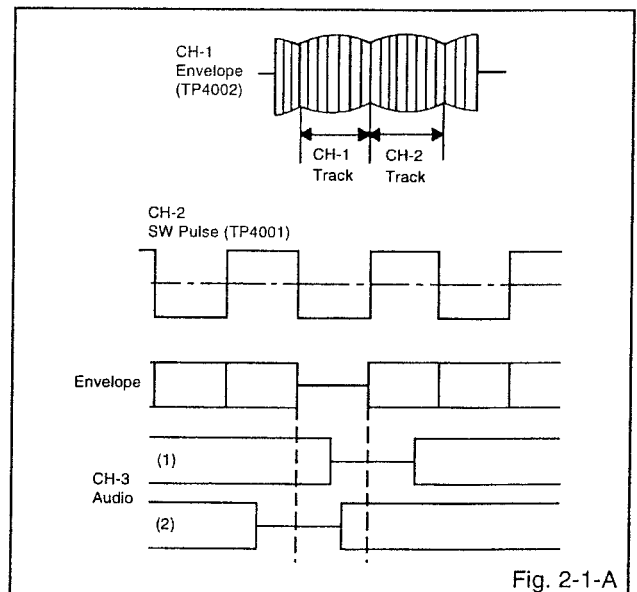 CH-1
Envelope
(TP4002)
CH-1
Track
CH-2
Track
CH-2
SW Pulse (TP4001)
Envelope
CH-3
Audio
(1)
(2)
Fig. 2-1-A